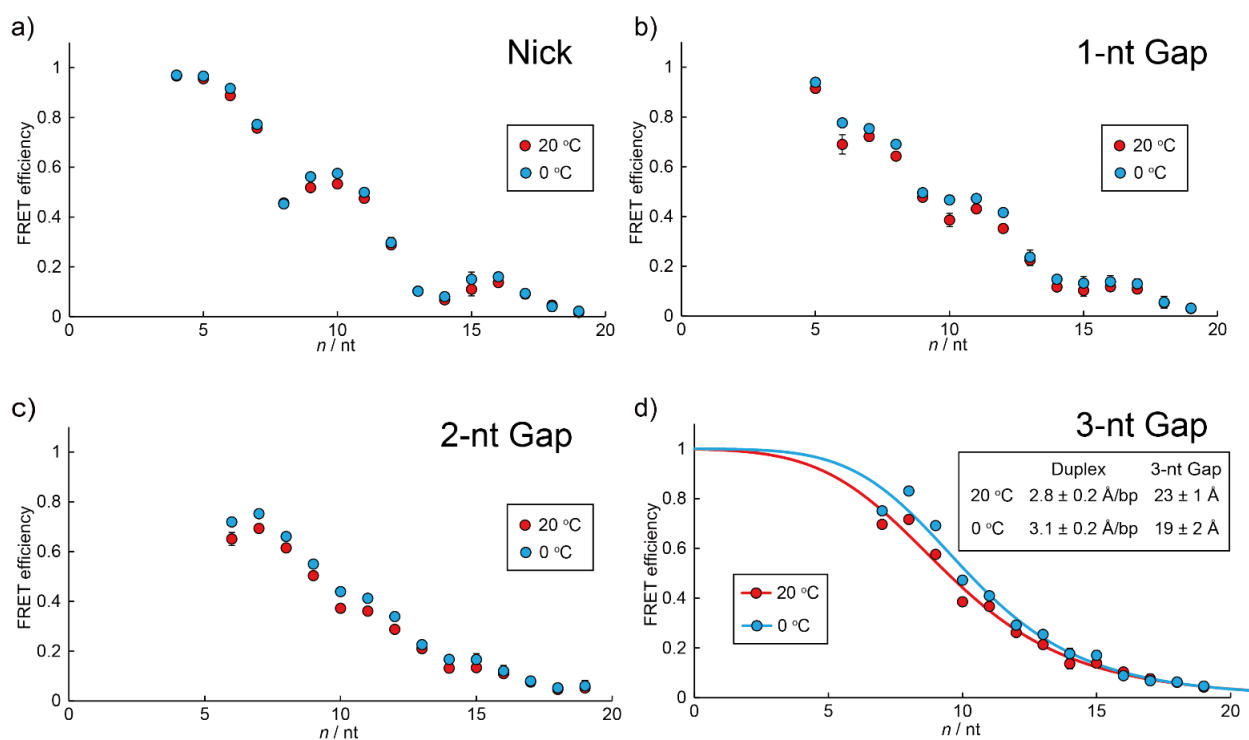 a)
Nick
1
0.8
0.6
0.4
0.2
0
FRET efficiency
20 °C
0 °C
0 5 10 15 20
n / nt
b)
1-nt Gap
1
0.8
0.6
0.4
0.2
0
FRET efficiency
20 °C
0 °C
0 5 10 15 20
n / nt
c)
2-nt Gap
1
0.8
0.6
0.4
0.2
0
FRET efficiency
20 °C
0 °C
0 5 10 15 20
n / nt
d)
3-nt Gap
1
0.8
0.6
0.4
0.2
0
FRET efficiency
Duplex 3-nt Gap
20 °C 2.8 ± 0.2 Å/bp 23 ± 1 Å
0 °C 3.1 ± 0.2 Å/bp 19 ± 2 Å
20 °C
0 °C
0 5 10 15 20
n / nt